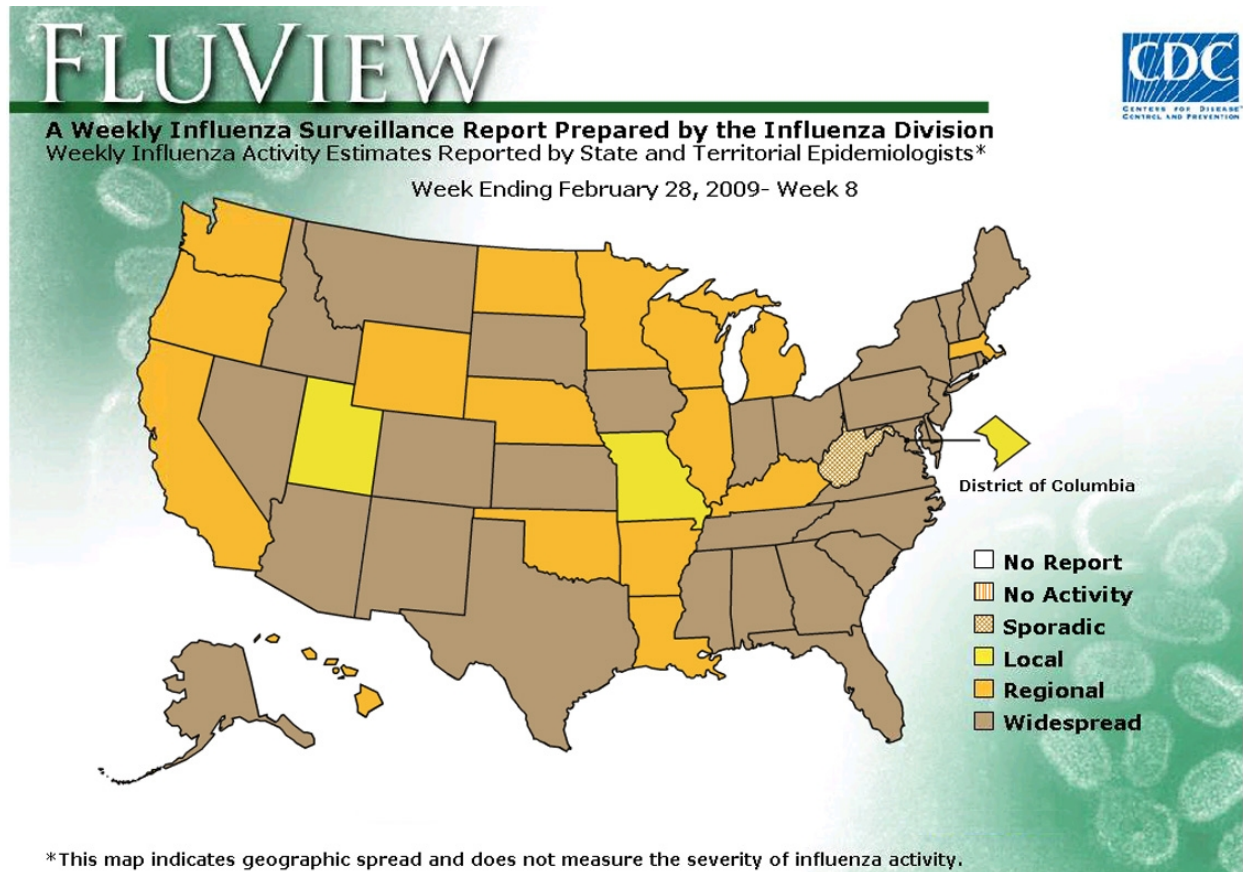 FLUVIEW
CDC
CENTERS FOR DISEASE™
CONTROL AND PREVENTION
A Weekly Influenza Surveillance Report Prepared by the Influenza Division
Weekly Influenza Activity Estimates Reported by State and Territorial Epidemiologists*
Week Ending February 28, 2009- Week 8
District of Columbia
No Report
No Activity
Sporadic
Local
Regional
Widespread
*This map indicates geographic spread and does not measure the severity of influenza activity.